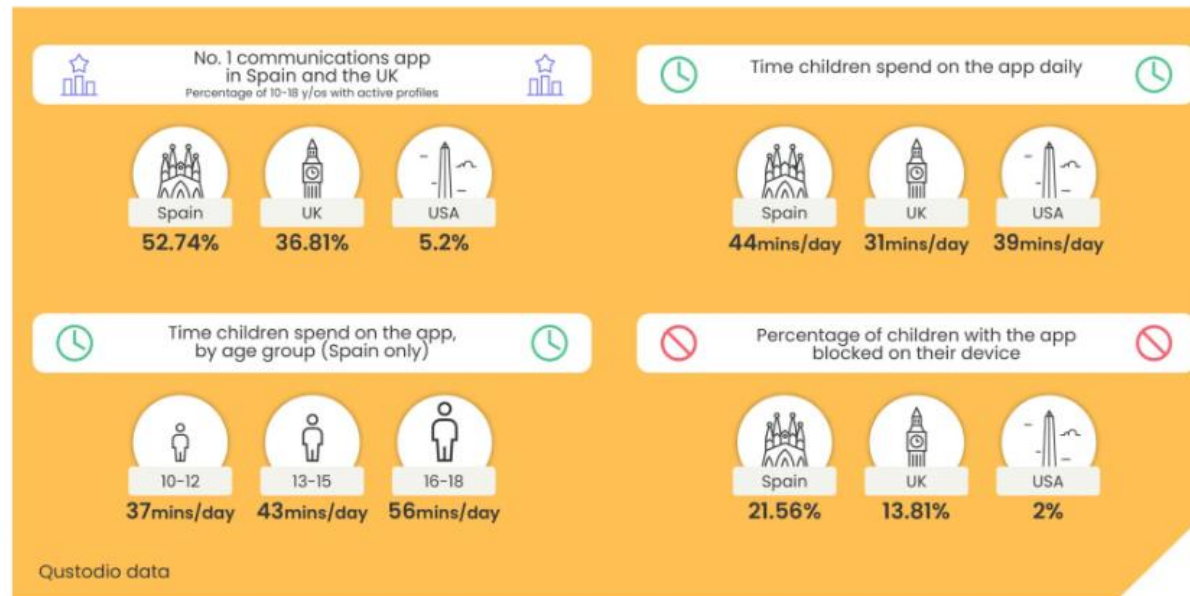 No. 1 communications app
in Spain and the UK
Percentage of 10-18 y/os with active profiles
Spain
UK
USA
52.74%
36.81%
5.2%
Time children spend on the app daily
Spain
UK
USA
44mins/day
31mins/day
39mins/day
Time children spend on the app,
by age group (Spain only)
10-12
13-15
16-18
37mins/day
43mins/day
56mins/day
Percentage of children with the app
blocked on their device
Spain
UK
USA
21.56%
13.81%
2%
Qustodio data